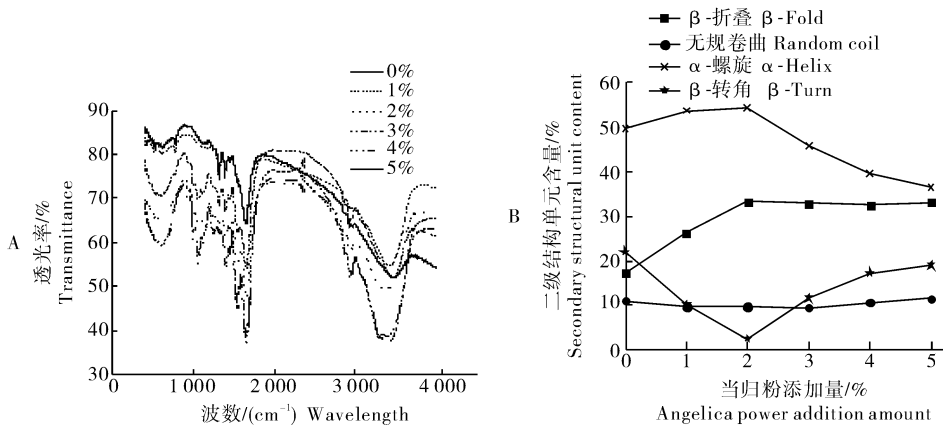 A
透光率/%
Transmittance
90
80
70
60
50
40
30
0
1 000
2 000
3 000
4 000
波数/(cm⁻¹) Wavelength
0%
1%
2%
3%
4%
5%
B
β-折叠 β-Fold
无规卷曲 Random coil
α-螺旋 α-Helix
β-转角 β-Turn
二级结构单元含量/%
Secondary structural unit content
60
50
40
30
20
10
0
0
1
2
3
4
5
当归粉添加量/%
Angelica power addition amount